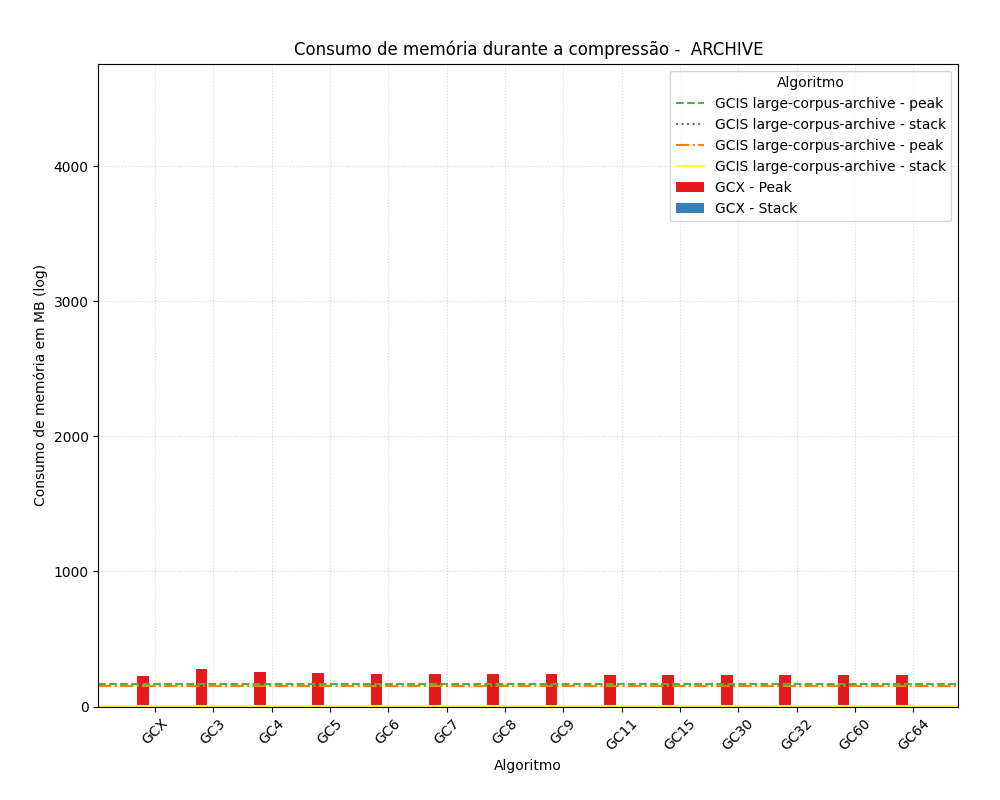 Consumo de memória durante a compressão -  ARCHIVE
Algoritmo
GCIS large-corpus-archive - peak
GCIS large-corpus-archive - stack
GCIS large-corpus-archive - peak
GCIS large-corpus-archive - stack
GCX - Peak
GCX - Stack
Consumo de memória em MB (log)
4000
3000
2000
1000
0
GCX
GC3
GC4
GC5
GC6
GC7
GC8
GC9
GC11
GC15
GC30
GC32
GC60
GC64
Algoritmo